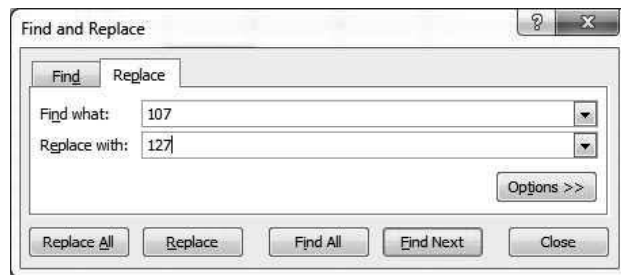 Find and Replace
Find Replace
Find what: 107
Replace with: 127
Options >>
Replace All Replace Find All Find Next Close